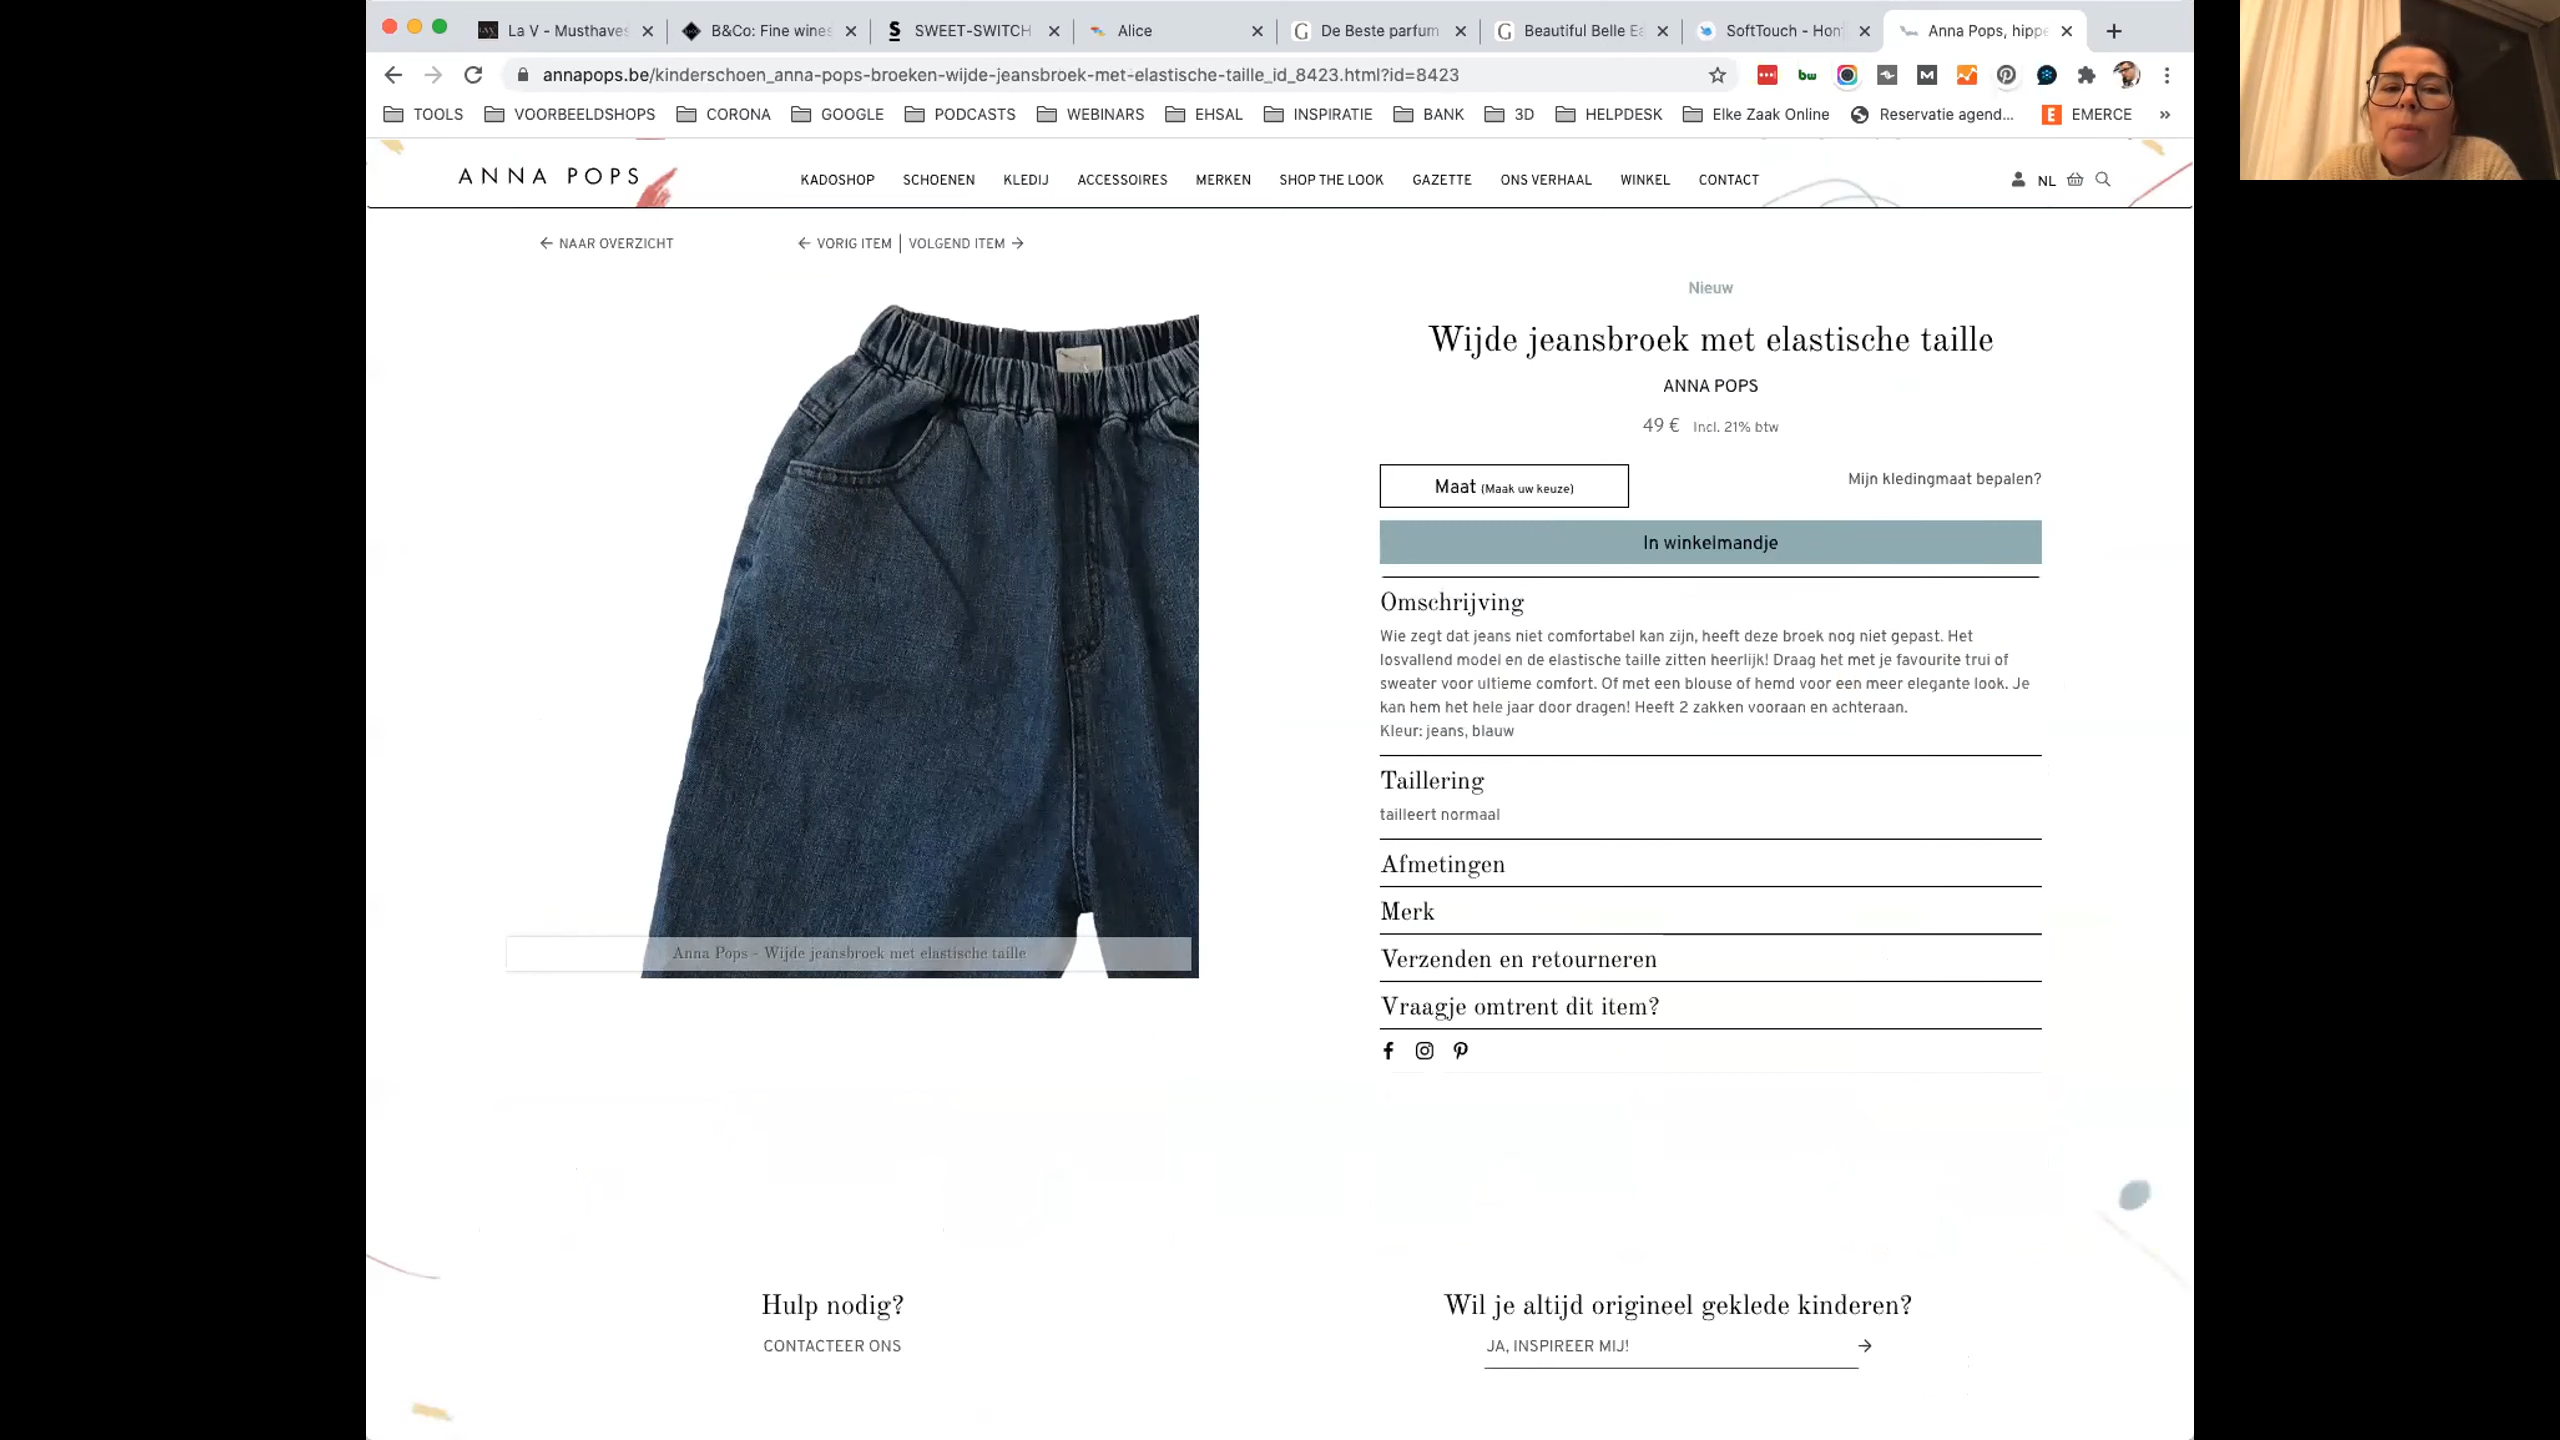 La V - Musthaves
B&Co: Fine wines
SWEET-SWITCH
Alice
De Beste parfum
Beautiful Belle Ea
SoftTouch - Hon
Anna Pops, hippe
annapops.be/kinderschoen_anna-pops-broeken-wijde-jeansbroek-met-elastische-taille_id_8423.html?id=8423
bw
M
TOOLS
VOORBEELDSHOPS
CORONA
GOOGLE
PODCASTS
WEBINARS
EHSAL
INSPIRATIE
BANK
3D
HELPDESK
Elke Zaak Online
Reservatie agend...
EMERCE
»
ANNA POPS
KADOSHOP SCHOENEN KLEDIJ ACCESSOIRES MERKEN SHOP THE LOOK GAZETTE ONS VERHAAL WINKEL CONTACT
NL
← NAAR OVERZICHT
← VORIG ITEM | VOLGEND ITEM →
Nieuw
Wijde jeansbroek met elastische taille
ANNA POPS
49 € Incl. 21% btw
Maat (Maak uw keuze)
Mijn kledingmaat bepalen?
In winkelmandje
Omschrijving
Wie zegt dat jeans niet comfortabel kan zijn, heeft deze broek nog niet gepast. Het
losvallend model en de elastische taille zitten heerlijk! Draag het met je favourite trui of
sweater voor ultieme comfort. Of met een blouse of hemd voor een meer elegante look. Je
kan hem het hele jaar door dragen! Heeft 2 zakken vooraan en achteraan.
Kleur: jeans, blauw
Taillering
tailleert normaal
Afmetingen
Merk
Verzenden en retourneren
Vraagje omtrent dit item?
Anna Pops - Wijde jeansbroek met elastische taille
Hulp nodig?
CONTACTEER ONS
Wil je altijd origineel geklede kinderen?
JA, INSPIREER MIJ! →